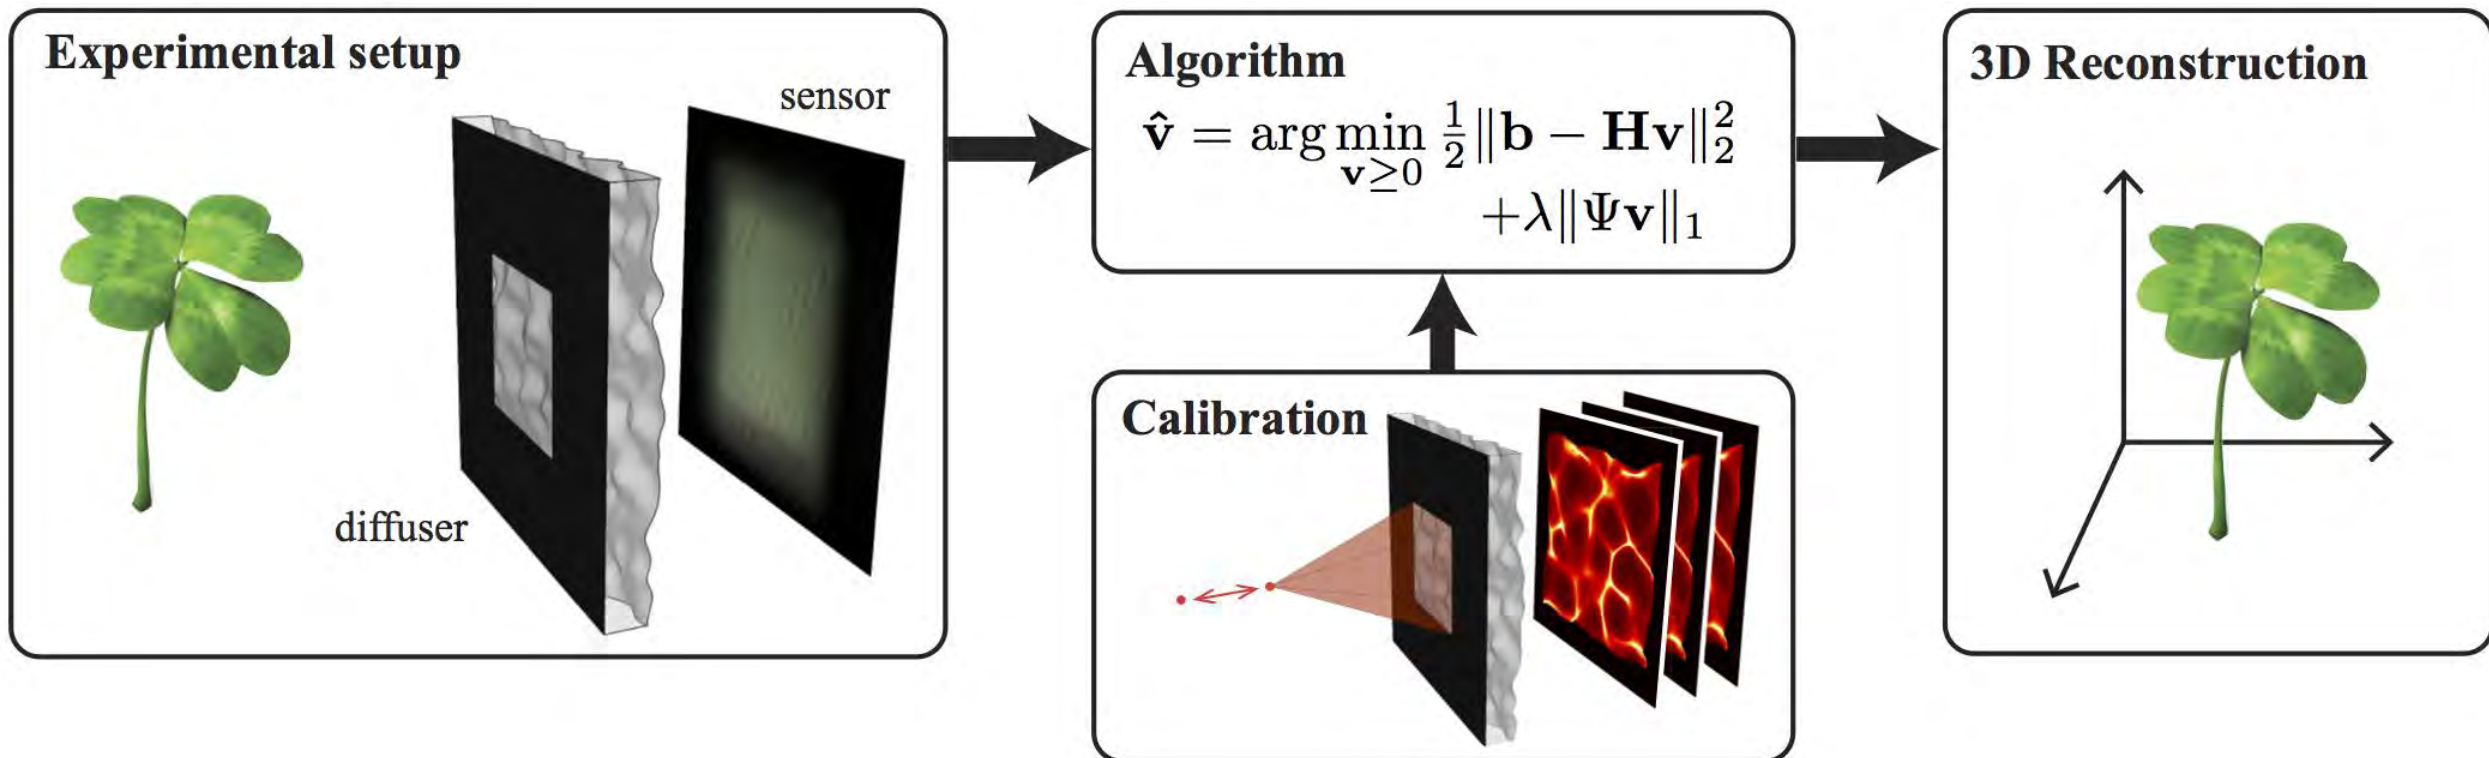 Experimental setup
sensor
diffuser
Algorithm
v̂ = arg min_{v≥0} ½‖b − Hv‖₂²
+λ‖Ψv‖₁
Calibration
3D Reconstruction